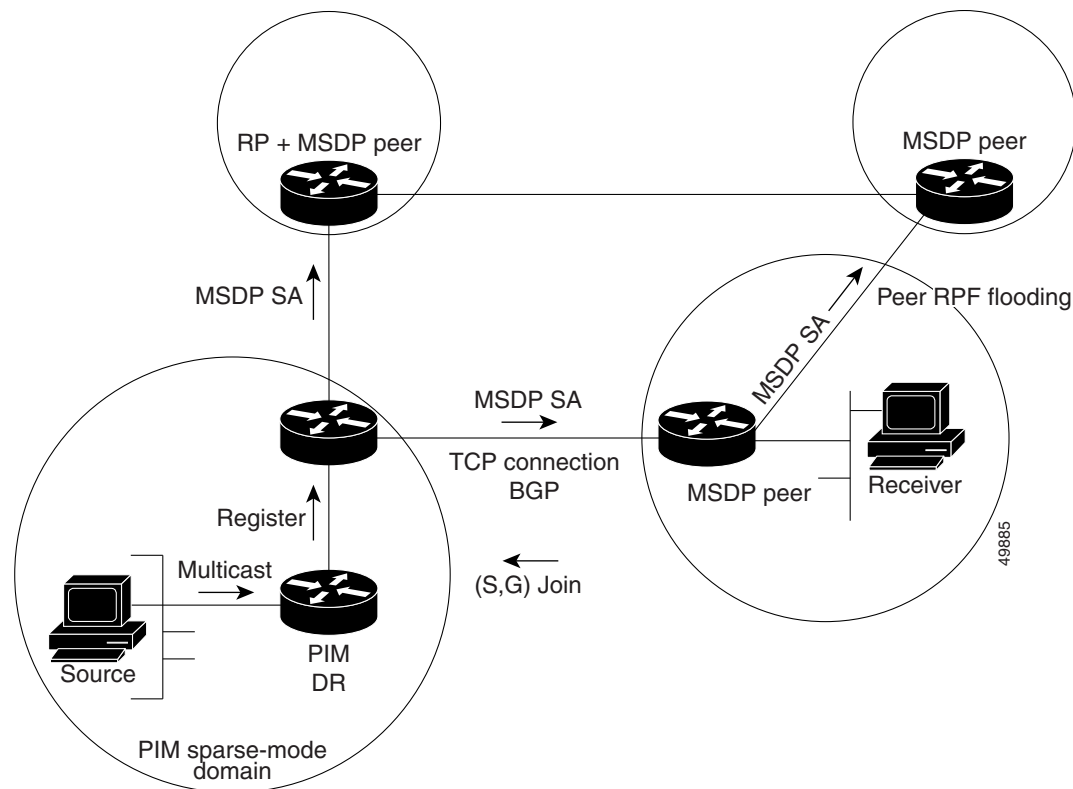 RP + MSDP peer
MSDP peer
MSDP SA
Peer RPF flooding
MSDP SA
MSDP SA
TCP connection
BGP
MSDP peer
Receiver
Register
49885
Multicast
(S,G) Join
Source
PIM
DR
PIM sparse-mode
domain